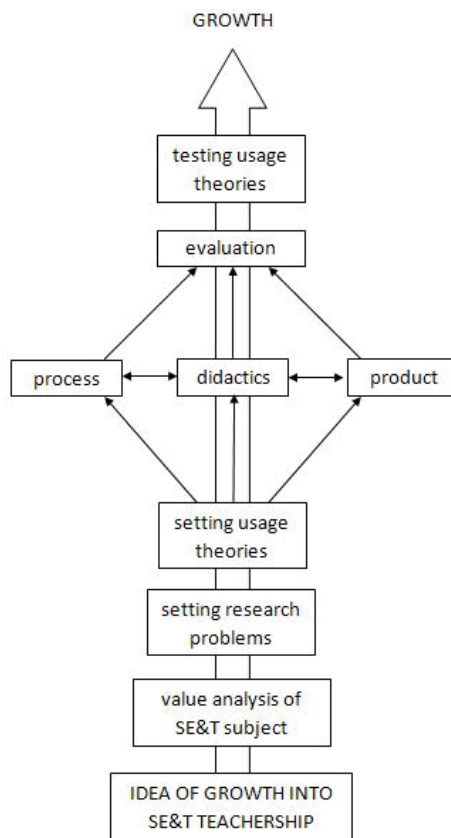 GROWTH
testing usage
theories
evaluation
process
didactics
product
setting usage
theories
setting research
problems
value analysis of
SE&T subject
IDEA OF GROWTH INTO
SE&T TEACHERSHIP